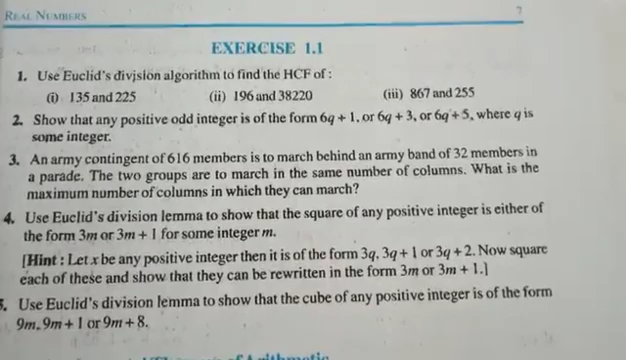 REAL NUMBERS
7
EXERCISE 1.1
1. Use Euclid's division algorithm to find the HCF of :
(i) 135 and 225 (ii) 196 and 38220 (iii) 867 and 255
2. Show that any positive odd integer is of the form 6q + 1, or 6q + 3, or 6q + 5, where q is
some integer.
3. An army contingent of 616 members is to march behind an army band of 32 members in
a parade. The two groups are to march in the same number of columns. What is the
maximum number of columns in which they can march?
4. Use Euclid's division lemma to show that the square of any positive integer is either of
the form 3m or 3m + 1 for some integer m.
[Hint : Let x be any positive integer then it is of the form 3q, 3q + 1 or 3q + 2. Now square
each of these and show that they can be rewritten in the form 3m or 3m + 1.]
5. Use Euclid's division lemma to show that the cube of any positive integer is of the form
9m, 9m + 1 or 9m + 8.